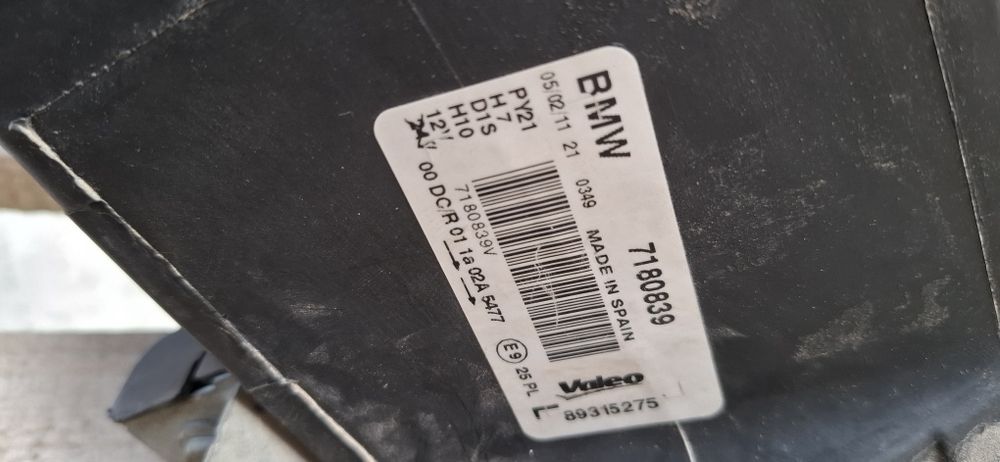 BMW 7180839
05/02/11 21 0349 MADE IN SPAIN
PY21
H7
D1S
H10
12V
7180839V
00 DC/R 01 1a 02A 5477
E9 25 PL
Valeo
L 89315275